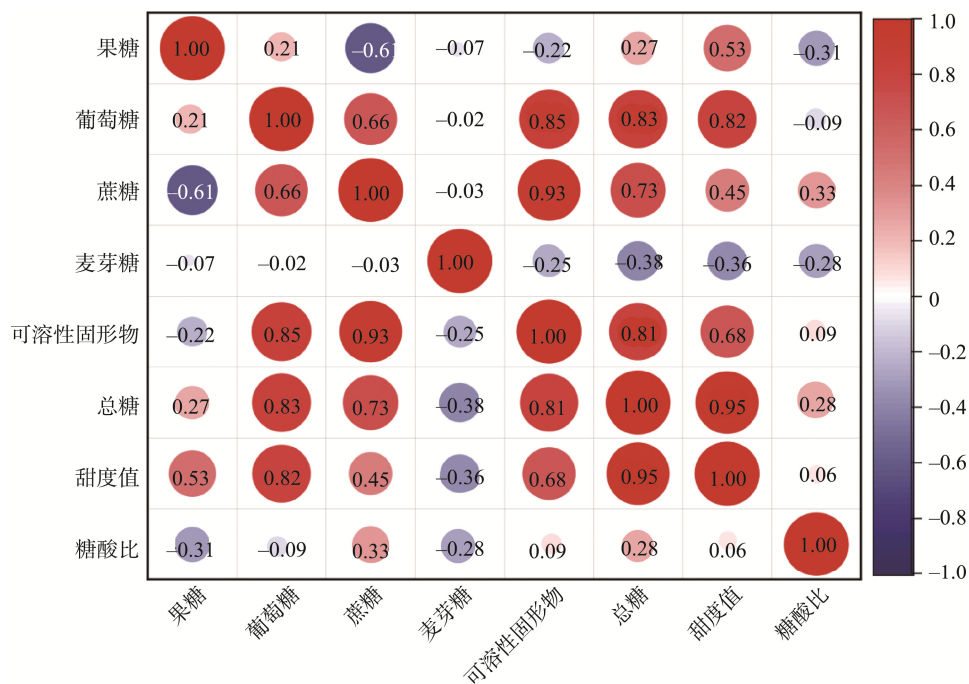 果糖 1.00 0.21 –0.61 –0.07 –0.22 0.27 0.53 –0.31
葡萄糖 0.21 1.00 0.66 –0.02 0.85 0.83 0.82 –0.09
蔗糖 –0.61 0.66 1.00 –0.03 0.93 0.73 0.45 0.33
麦芽糖 –0.07 –0.02 –0.03 1.00 –0.25 –0.38 –0.36 –0.28
可溶性固形物 –0.22 0.85 0.93 –0.25 1.00 0.81 0.68 0.09
总糖 0.27 0.83 0.73 –0.38 0.81 1.00 0.95 0.28
甜度值 0.53 0.82 0.45 –0.36 0.68 0.95 1.00 0.06
糖酸比 –0.31 –0.09 0.33 –0.28 0.09 0.28 0.06 1.00
果糖 葡萄糖 蔗糖 麦芽糖 可溶性固形物 总糖 甜度值 糖酸比
1.0
0.8
0.6
0.4
0.2
0
–0.2
–0.4
–0.6
–0.8
–1.0